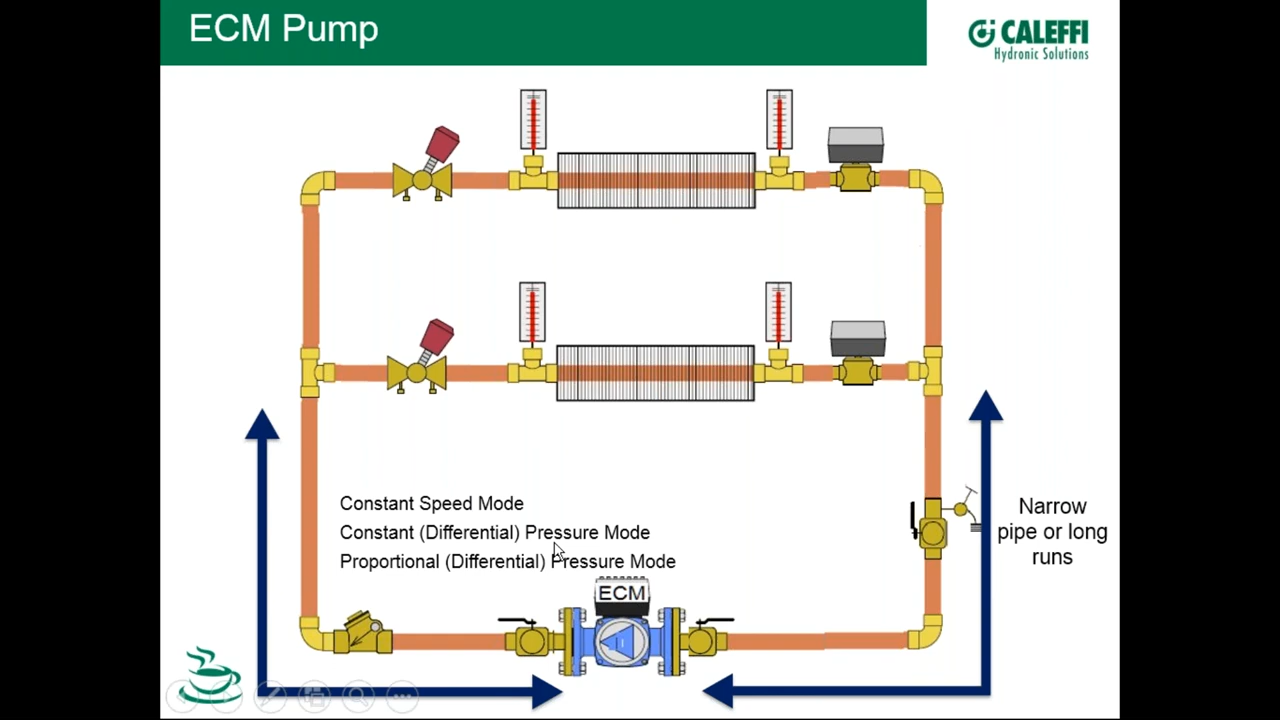 ECM Pump
CALEFFI
Hydronic Solutions
Constant Speed Mode
Constant (Differential) Pressure Mode
Proportional (Differential) Pressure Mode
Narrow
pipe or long
runs
ECM